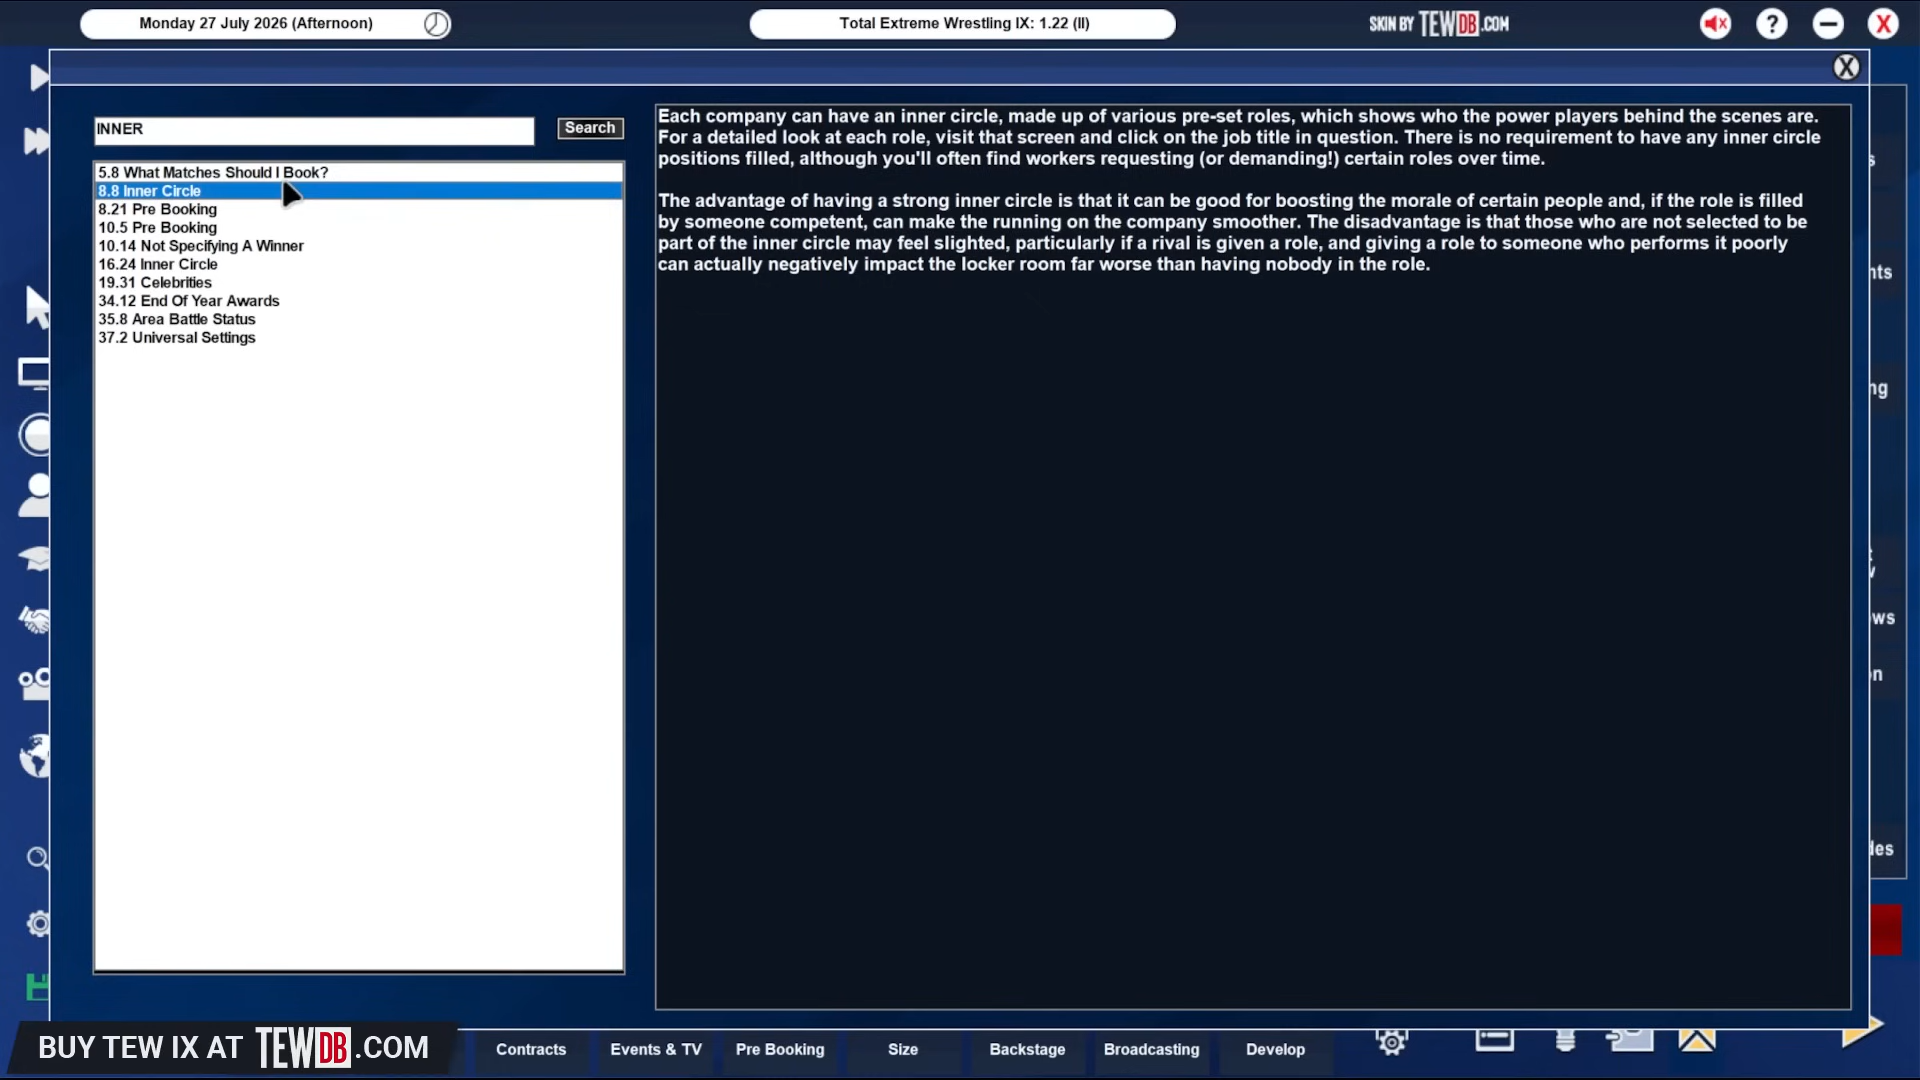 Monday 27 July 2026 (Afternoon)
Total Extreme Wrestling IX: 1.22 (II)
SKIN BY TEWDB.COM
?
X
X
INNER
Search
5.8 What Matches Should I Book?
8.8 Inner Circle
8.21 Pre Booking
10.5 Pre Booking
10.14 Not Specifying A Winner
16.24 Inner Circle
19.31 Celebrities
34.12 End Of Year Awards
35.8 Area Battle Status
37.2 Universal Settings
Each company can have an inner circle, made up of various pre-set roles, which shows who the power players behind the scenes are.
For a detailed look at each role, visit that screen and click on the job title in question. There is no requirement to have any inner circle
positions filled, although you'll often find workers requesting (or demanding!) certain roles over time.
The advantage of having a strong inner circle is that it can be good for boosting the morale of certain people and, if the role is filled
by someone competent, can make the running on the company smoother. The disadvantage is that those who are not selected to be
part of the inner circle may feel slighted, particularly if a rival is given a role, and giving a role to someone who performs it poorly
can actually negatively impact the locker room far worse than having nobody in the role.
BUY TEW IX AT TEWDB.COM
Contracts
Events & TV
Pre Booking
Size
Backstage
Broadcasting
Develop